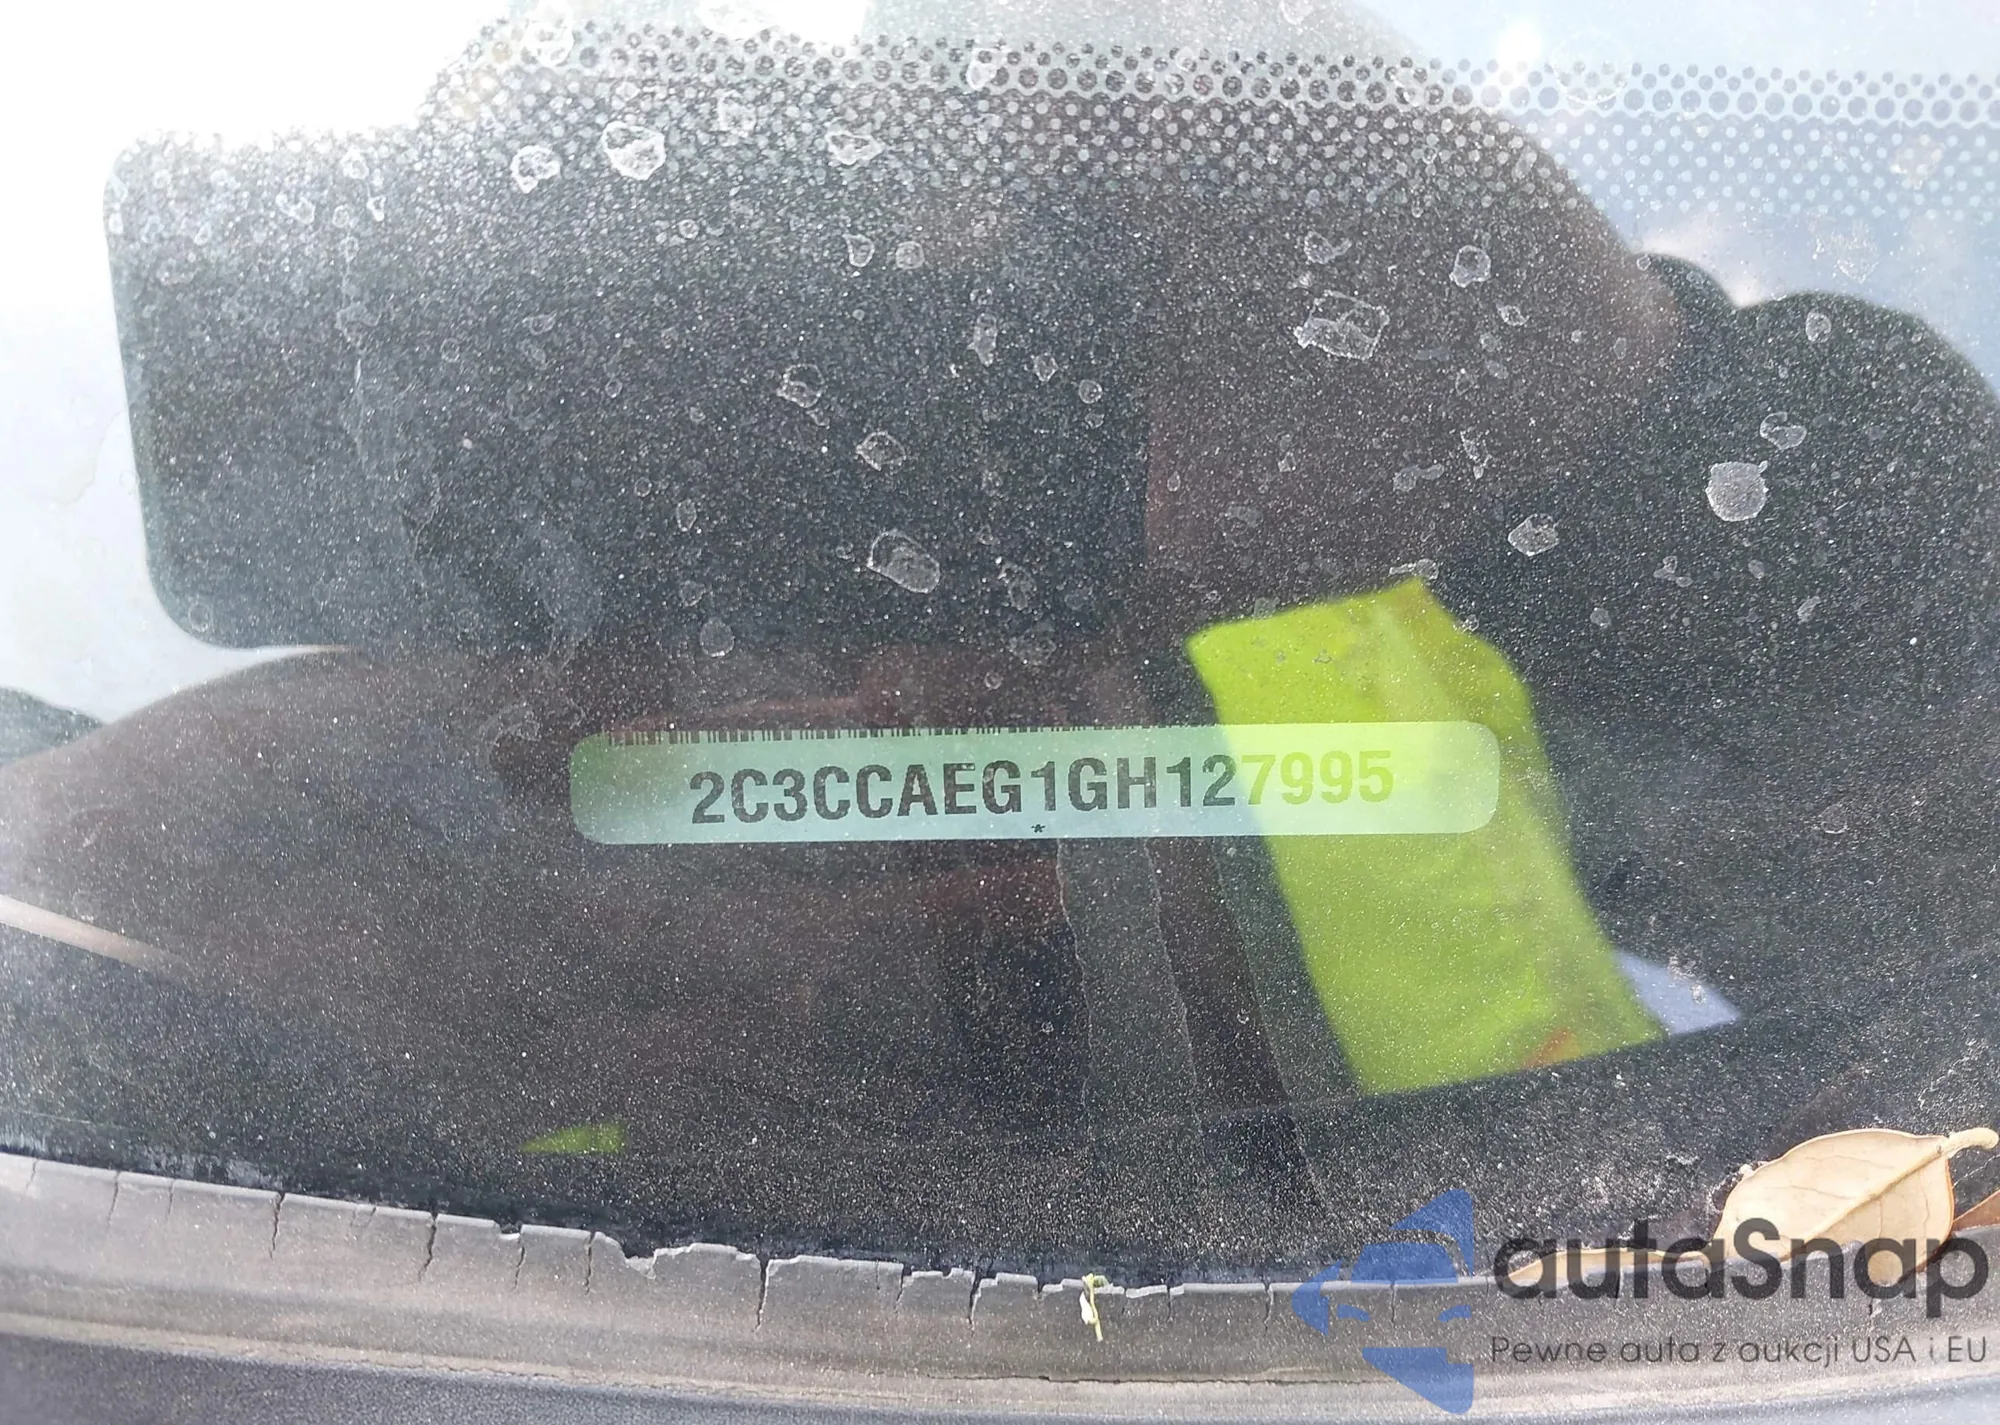 2C3CCAEG1GH127995
*
autaSnap
Pewne auta z aukcji USA i EU